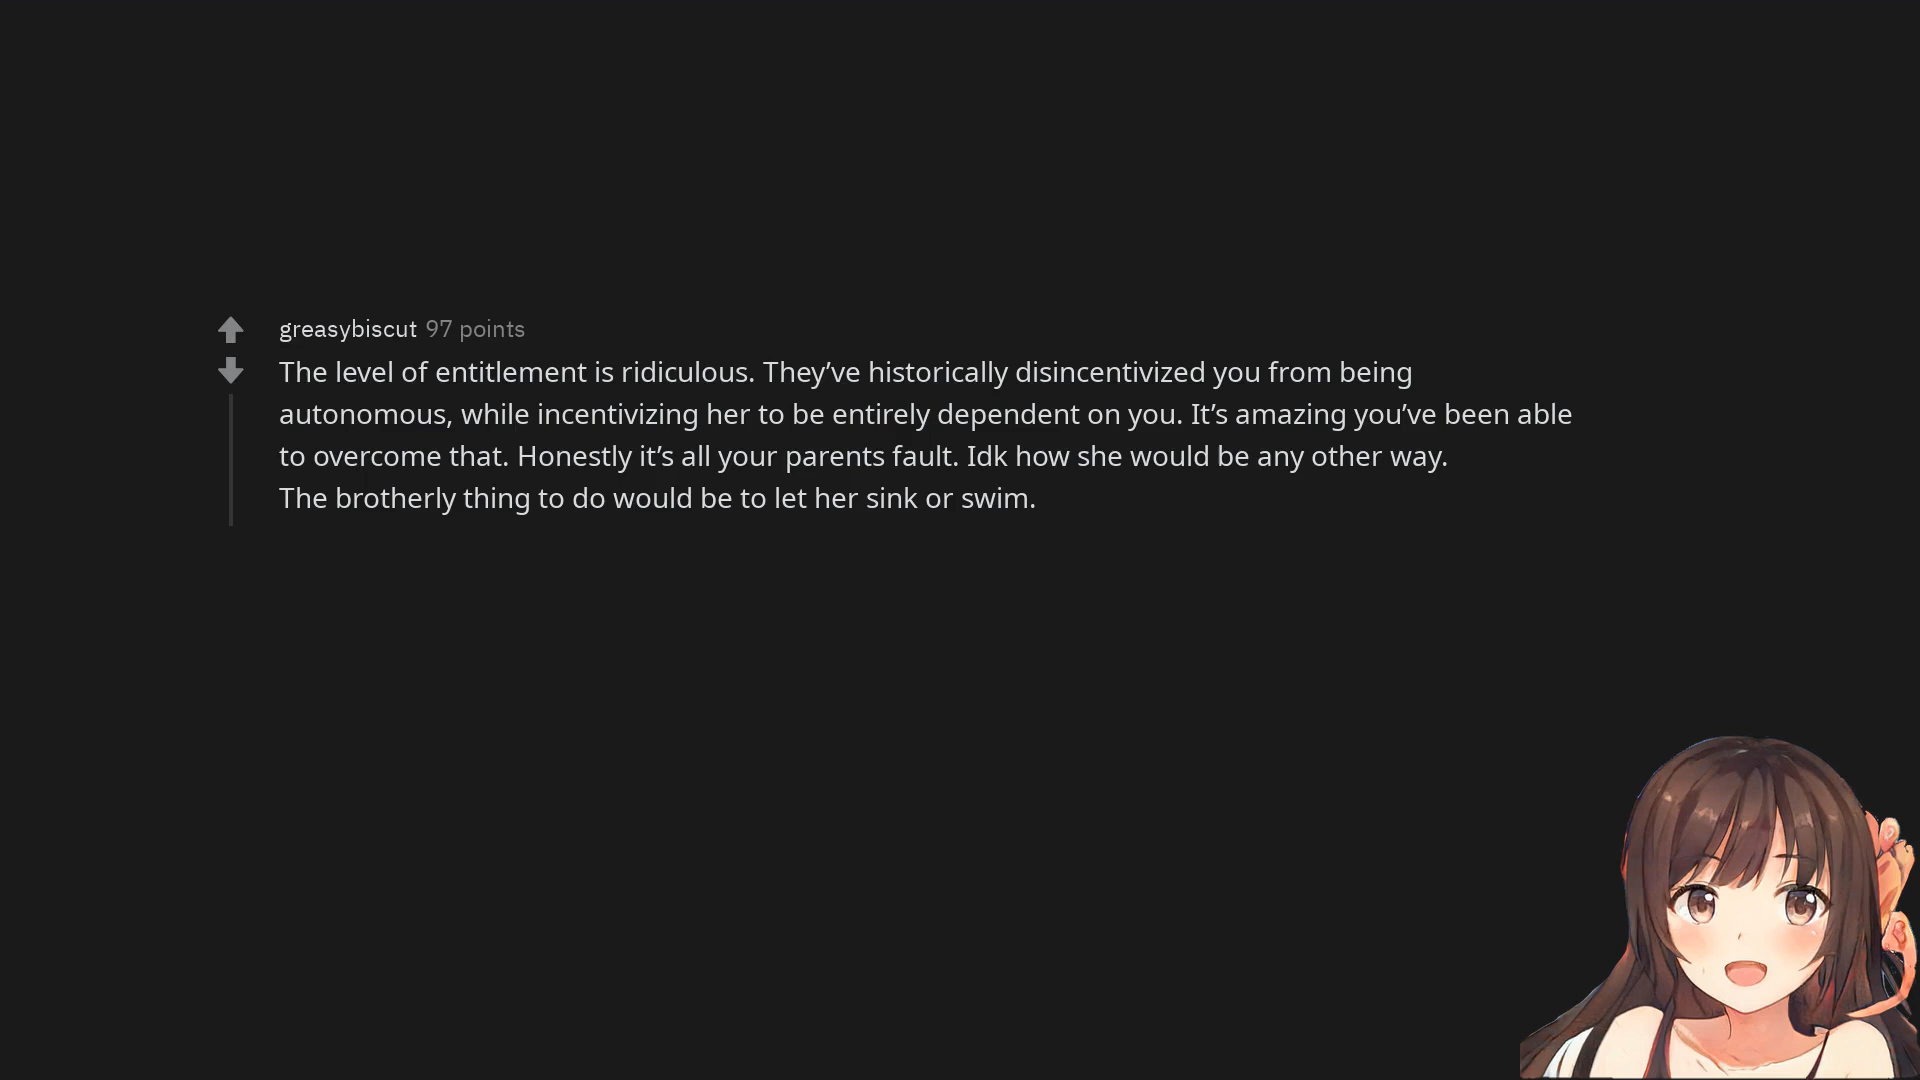 greasybiscut 97 points
The level of entitlement is ridiculous. They’ve historically disincentivized you from being
autonomous, while incentivizing her to be entirely dependent on you. It’s amazing you’ve been able
to overcome that. Honestly it’s all your parents fault. Idk how she would be any other way.
The brotherly thing to do would be to let her sink or swim.